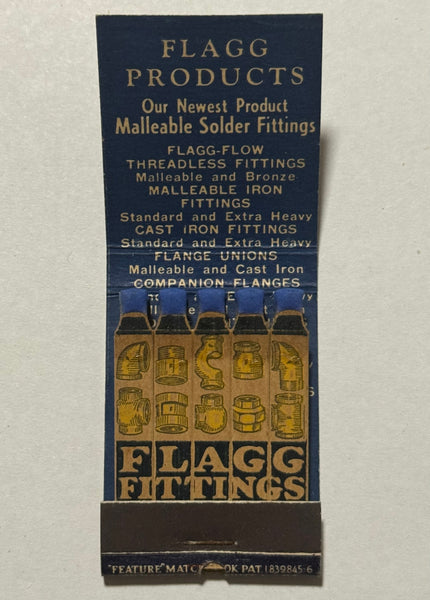 FLAGG
PRODUCTS
Our Newest Product
Malleable Solder Fittings
FLAGG-FLOW
THREADLESS FITTINGS
Malleable and Bronze
MALLEABLE IRON
FITTINGS
Standard and Extra Heavy
CAST IRON FITTINGS
Standard and Extra Heavy
FLANGE UNIONS
Malleable and Cast Iron
COMPANION FLANGES
FLAGG
FITTINGS
"FEATURE" MATC OK PAT. 1839845-6